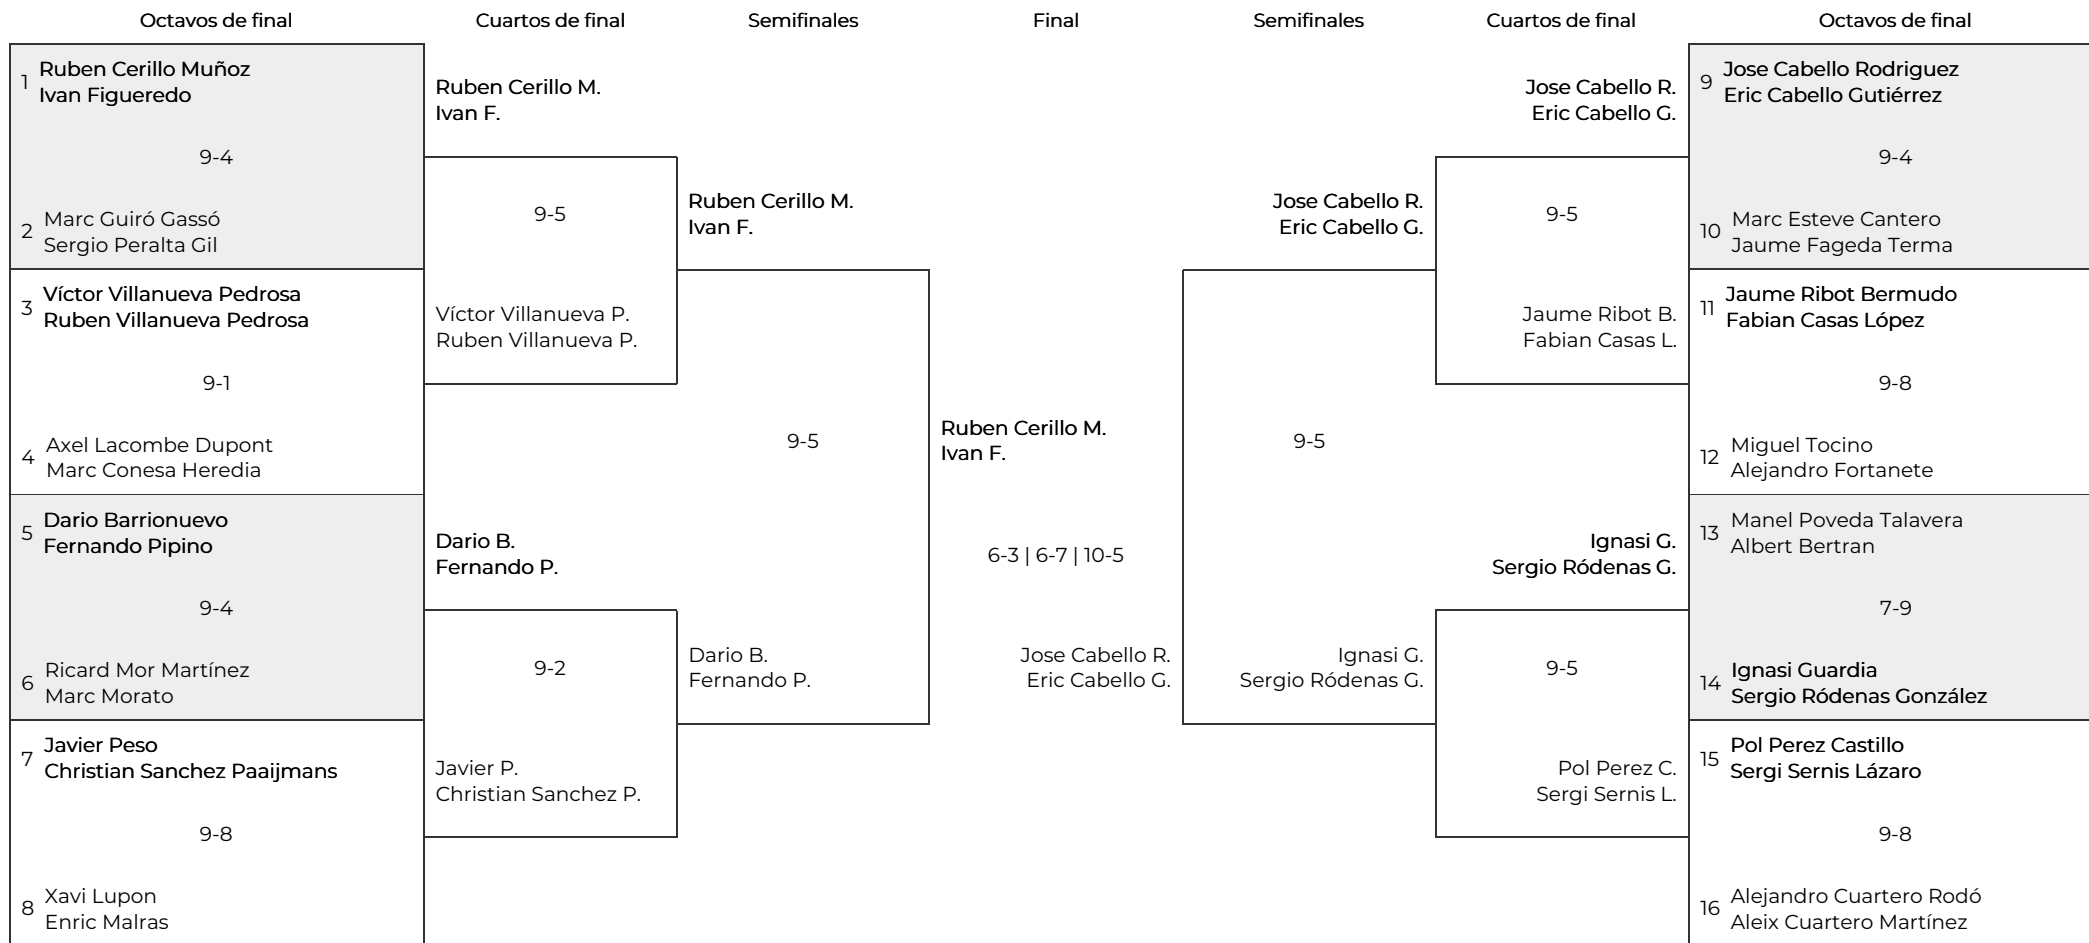 Octavos de final
Cuartos de final
Semifinales
Final
Semifinales
Cuartos de final
Octavos de final
1
Ruben Cerillo Muñoz
Ivan Figueredo
9-4
2
Marc Guiró Gassó
Sergio Peralta Gil
3
Víctor Villanueva Pedrosa
Ruben Villanueva Pedrosa
9-1
4
Axel Lacombe Dupont
Marc Conesa Heredia
5
Dario Barrionuevo
Fernando Pipino
9-4
6
Ricard Mor Martínez
Marc Morato
7
Javier Peso
Christian Sanchez Paaijmans
9-8
8
Xavi Lupon
Enric Malras
Ruben Cerillo M.
Ivan F.
9-5
Víctor Villanueva P.
Ruben Villanueva P.
Dario B.
Fernando P.
9-2
Javier P.
Christian Sanchez P.
Ruben Cerillo M.
Ivan F.
9-5
Dario B.
Fernando P.
Ruben Cerillo M.
Ivan F.
6-3 | 6-7 | 10-5
Jose Cabello R.
Eric Cabello G.
Jose Cabello R.
Eric Cabello G.
9-5
Ignasi G.
Sergio Ródenas G.
Jose Cabello R.
Eric Cabello G.
9-5
Jaume Ribot B.
Fabian Casas L.
Ignasi G.
Sergio Ródenas G.
9-5
Pol Perez C.
Sergi Sernis L.
9
Jose Cabello Rodriguez
Eric Cabello Gutiérrez
9-4
10
Marc Esteve Cantero
Jaume Fageda Terma
11
Jaume Ribot Bermudo
Fabian Casas López
9-8
12
Miguel Tocino
Alejandro Fortanete
13
Manel Poveda Talavera
Albert Bertran
7-9
14
Ignasi Guardia
Sergio Ródenas González
15
Pol Perez Castillo
Sergi Sernis Lázaro
9-8
16
Alejandro Cuartero Rodó
Aleix Cuartero Martínez